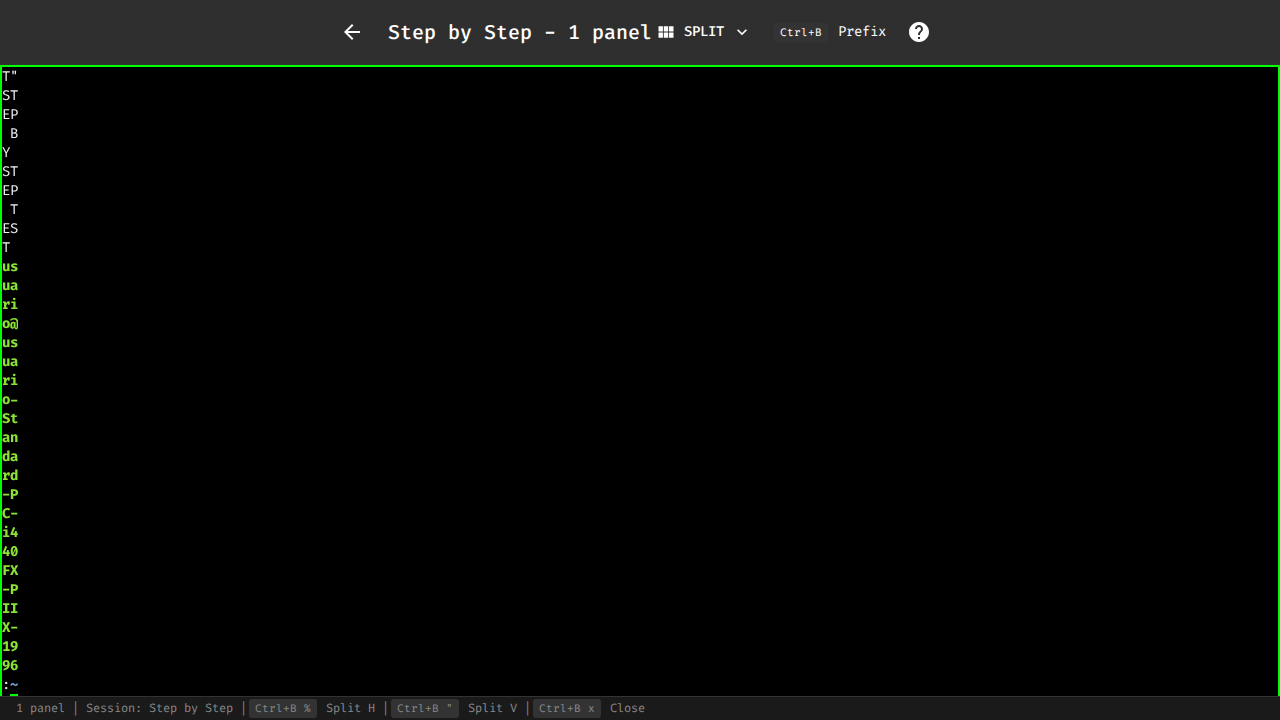 Step by Step - 1 panel SPLIT Ctrl+B Prefix
T"
ST
EP
 B
Y
ST
EP
 T
ES
T
us
ua
ri
o@
us
ua
ri
o-
St
an
da
rd
-P
C-
i4
40
FX
-P
II
X-
19
96
:~
1 panel | Session: Step by Step | Ctrl+B % Split H | Ctrl+B " Split V | Ctrl+B x Close